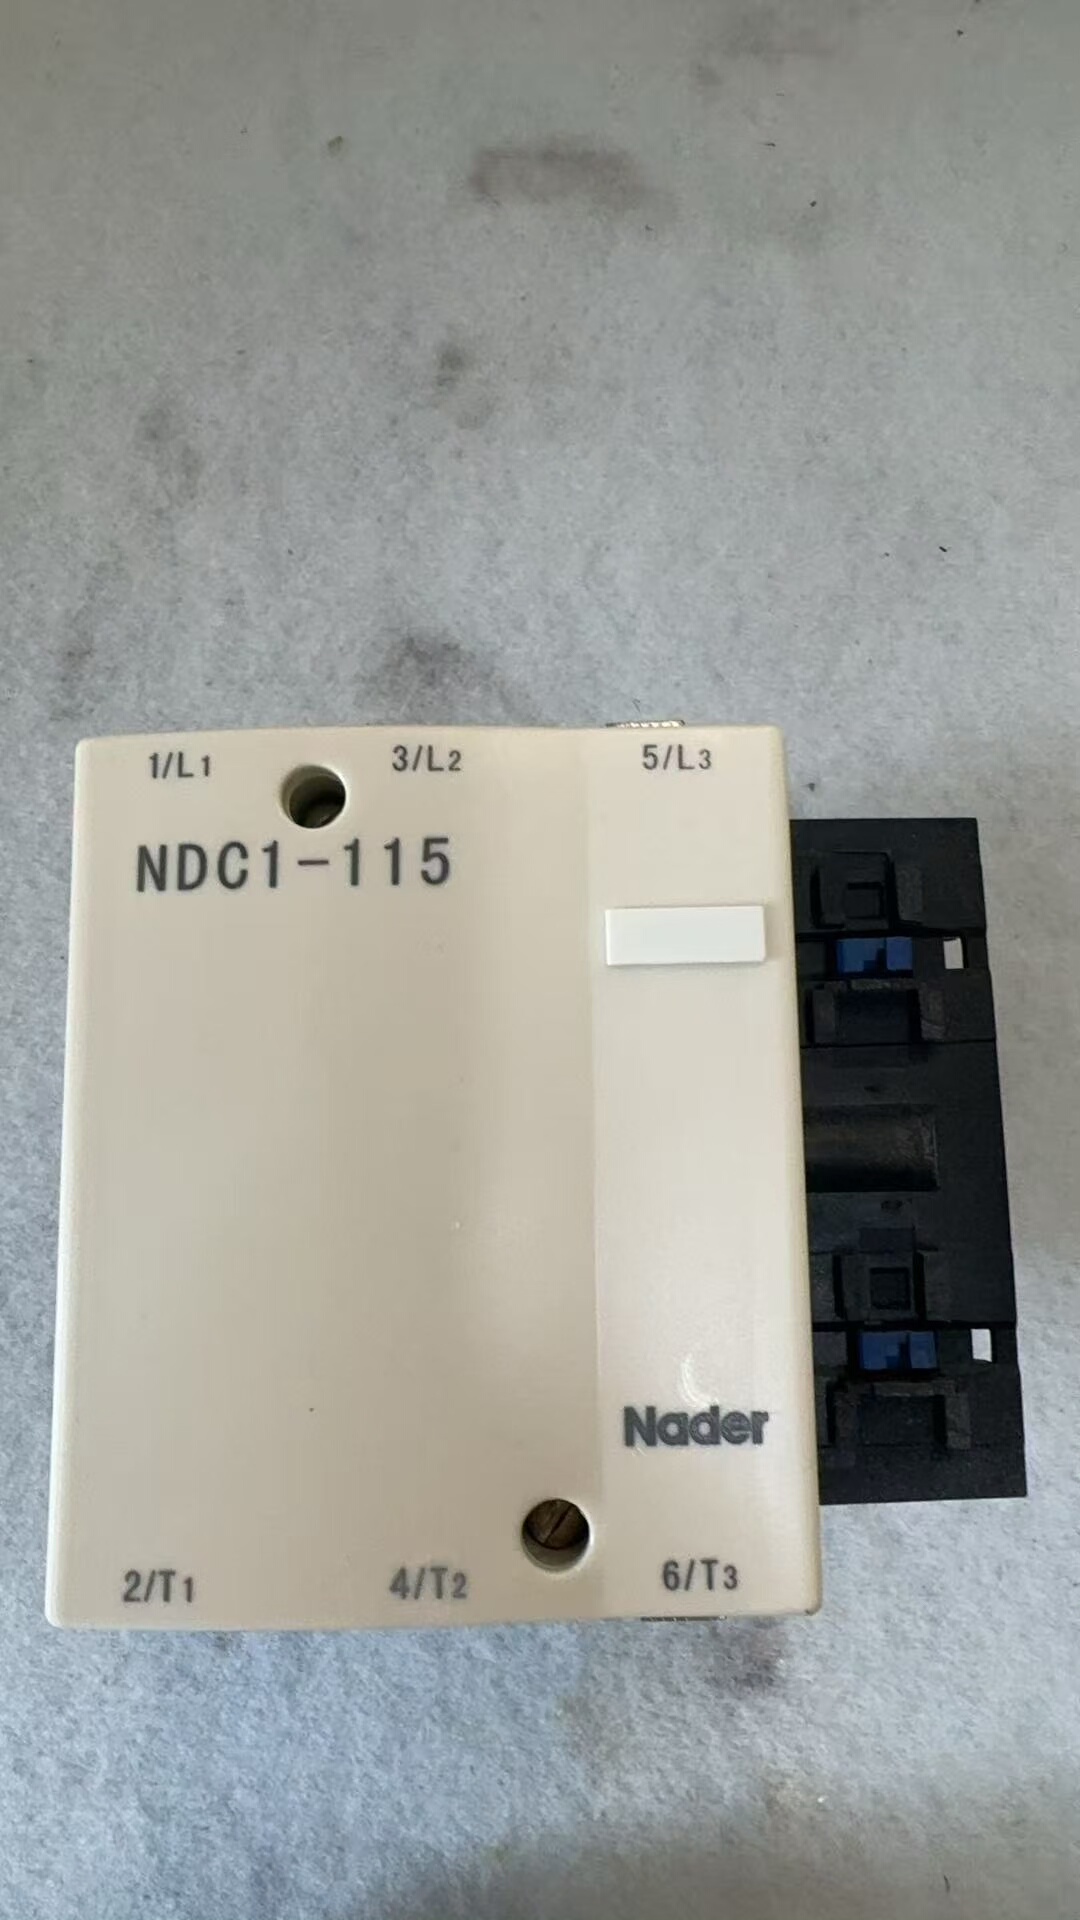 1/L1 3/L2 5/L3
NDC1-115
Nader
2/T1 4/T2 6/T3